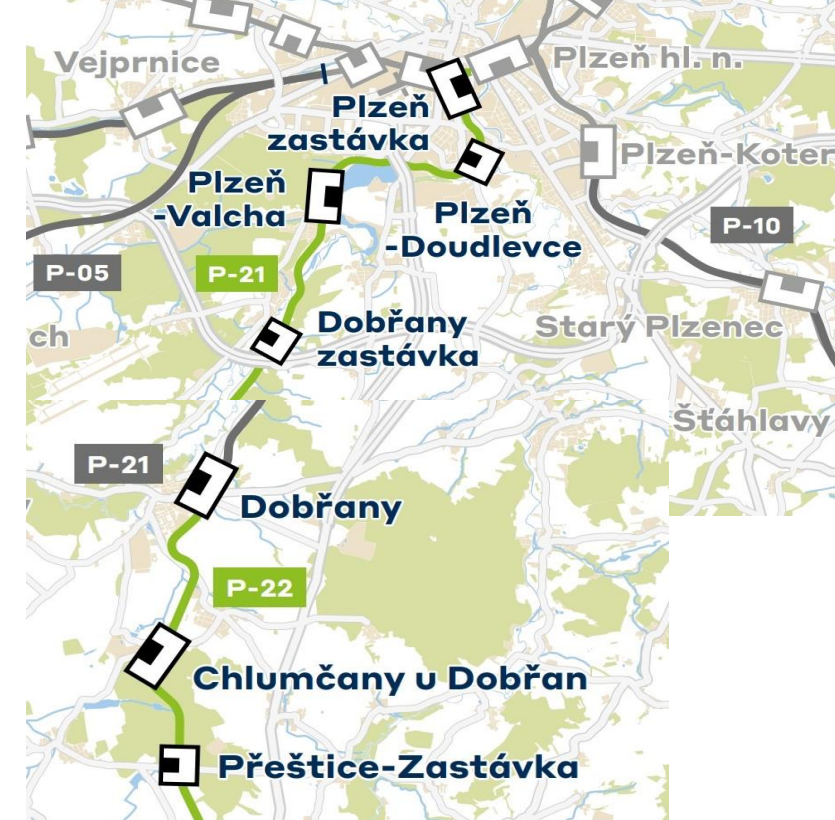 Vejprnice
Plzeň hl. n.
Plzeň
zastávka
Plzeň-Koter
Plzeň
-Valcha
Plzeň
-Doudlevce
P-10
P-05
P-21
ch
Dobřany
zastávka
Starý Plzenec
Šťáhlavy
P-21
Dobřany
P-22
Chlumčany u Dobřan
Přeštice-Zastávka